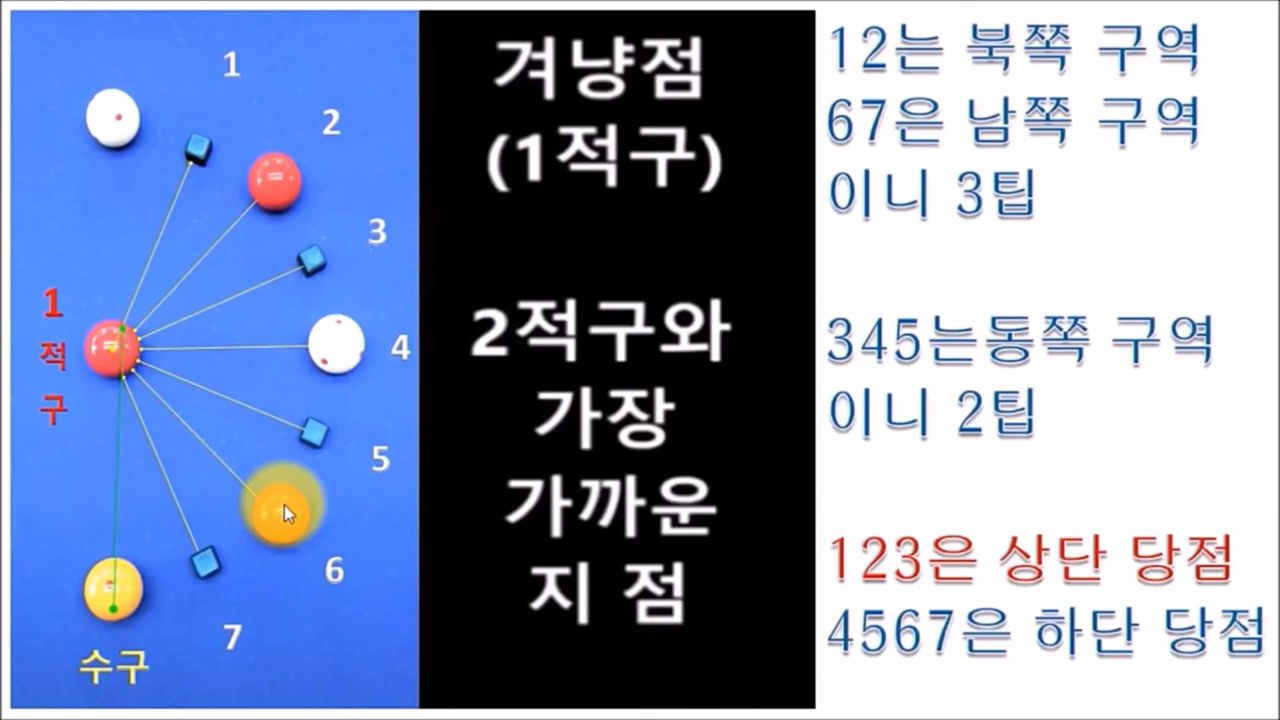 1
2
3
4
5
6
7
1
적
구
수구
겨냥점
(1적구)
2적구와
가장
가까운
지 점
12는 북쪽 구역
67은 남쪽 구역
이니 3팁
345는동쪽 구역
이니 2팁
123은 상단 당점
4567은 하단 당점